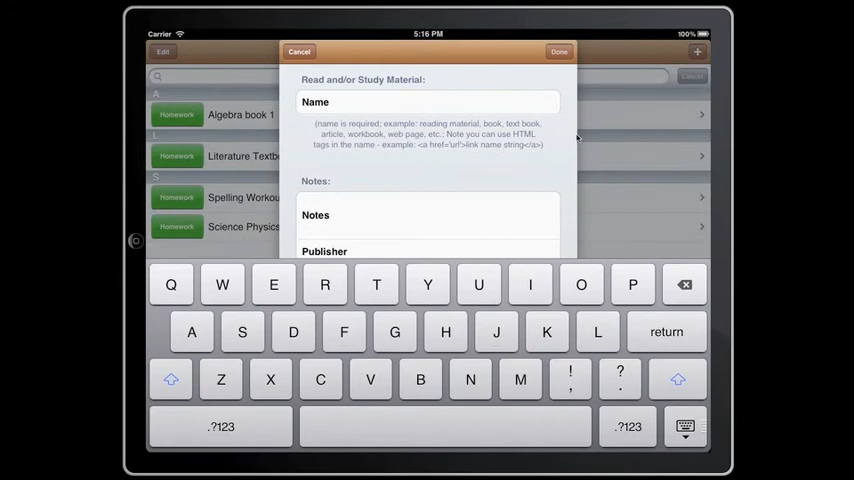 Carrier
5:16 PM
100%
Edit
Cancel
Done
+
Cancel
Read and/or Study Material:
Name
(name is required; example: reading material, book, text book,
article, workbook, web page, etc.; Note you can use HTML
tags in the name - example: <a href='url'>link name string</a>)
Notes:
Notes
Publisher
A
Homework Algebra book 1
L
Homework Literature Textb
S
Homework Spelling Workou
Homework Science Physics
Q W E R T Y U I O P
A S D F G H J K L return
Z X C V B N M ! , ? .
.?123 .?123